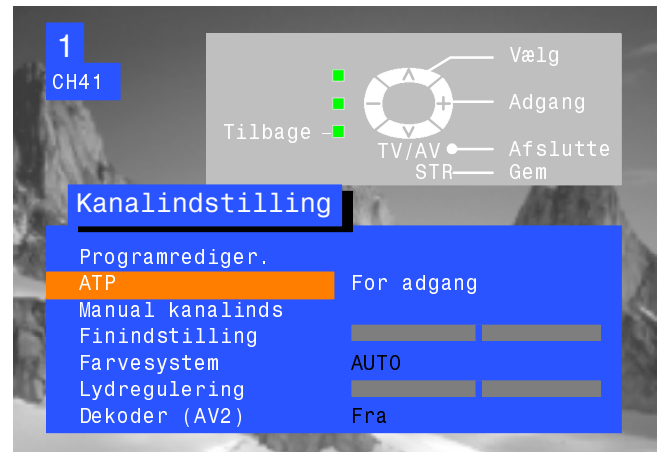 1
CH41
Vælg
Adgang
Tilbage
TV/AV
Afslutte
STR
Gem
Kanalindstilling
Programrediger.
ATP For adgang
Manual kanalinds
Finindstilling
Farvesystem AUTO
Lydregulering
Dekoder (AV2) Fra